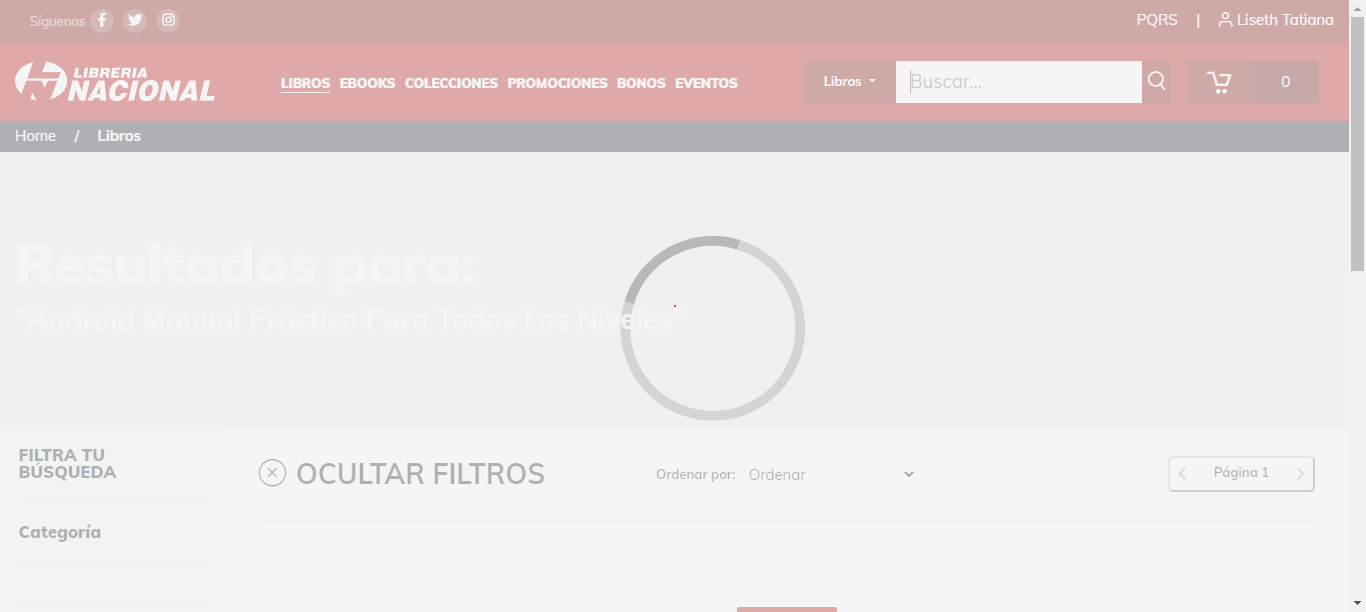 Síguenos
PQRS | Liseth Tatiana
LIBRERIA
NACIONAL
LIBROS EBOOKS COLECCIONES PROMOCIONES BONOS EVENTOS
Libros
Buscar...
0
Home / Libros
Resultados para:
"Android Manual Práctico Para Todos Los Niveles"
FILTRA TU
BÚSQUEDA
Categoría
OCULTAR FILTROS
Ordenar por: Ordenar
Página 1